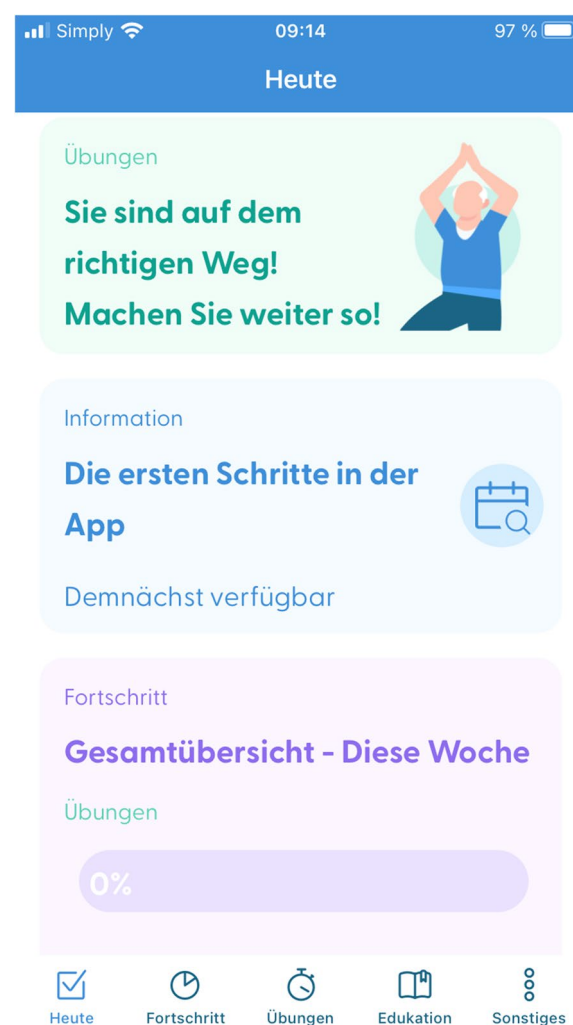 Simply 09:14 97 %
Heute
Übungen
Sie sind auf dem
richtigen Weg!
Machen Sie weiter so!
Information
Die ersten Schritte in der
App
Demnächst verfügbar
Fortschritt
Gesamtübersicht - Diese Woche
Übungen
0%
Heute Fortschritt Übungen Edukation Sonstiges